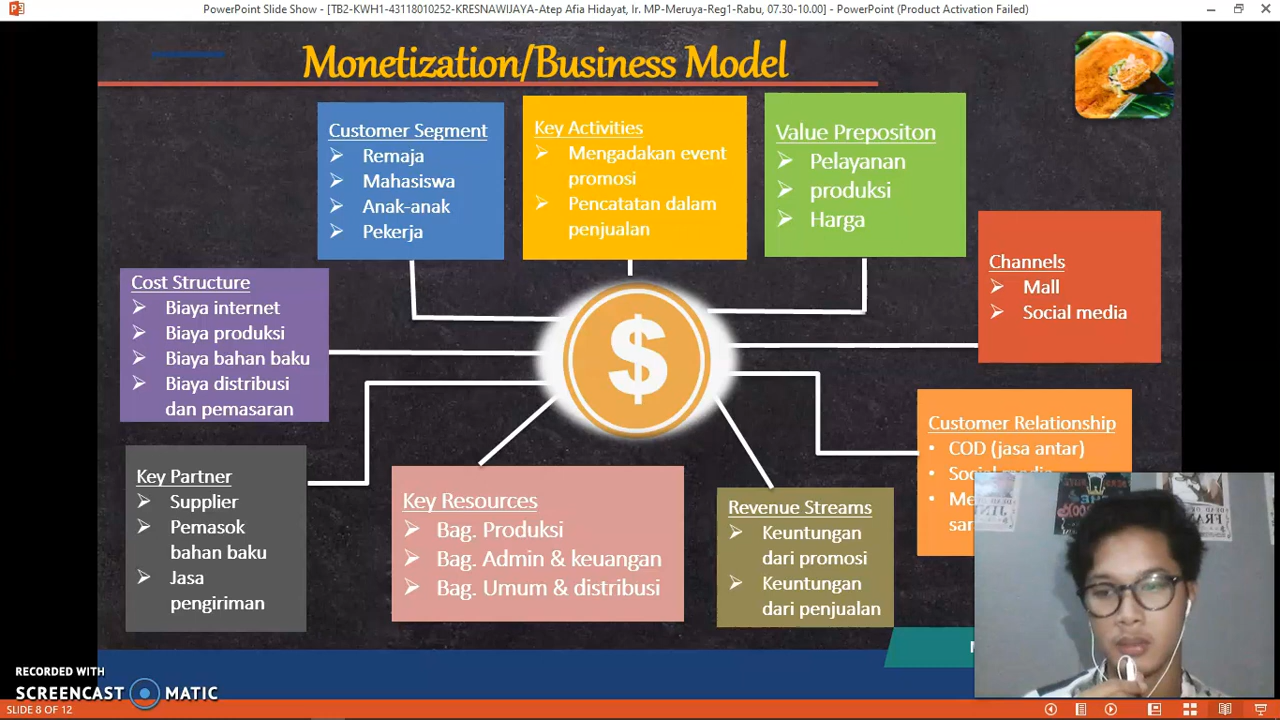 PowerPoint Slide Show - [TB2-KWH1-43118010252-KRESNAWIJAYA-Atep Afia Hidayat, Ir. MP-Meruya-Reg1-Rabu, 07.30-10.00] - PowerPoint (Product Activation Failed)
Monetization/Business Model
Customer Segment
Remaja
Mahasiswa
Anak-anak
Pekerja
Key Activities
Mengadakan event
promosi
Pencatatan dalam
penjualan
Value Prepositon
Pelayanan
produksi
Harga
Channels
Mall
Social media
Cost Structure
Biaya internet
Biaya produksi
Biaya bahan baku
Biaya distribusi
dan pemasaran
$
Customer Relationship
COD (jasa antar)
Social media
Key Partner
Supplier
Pemasok
bahan baku
Jasa
pengiriman
Key Resources
Bag. Produksi
Bag. Admin & keuangan
Bag. Umum & distribusi
Revenue Streams
Keuntungan
dari promosi
Keuntungan
dari penjualan
RECORDED WITH
SCREENCAST MATIC
SLIDE 8 OF 12